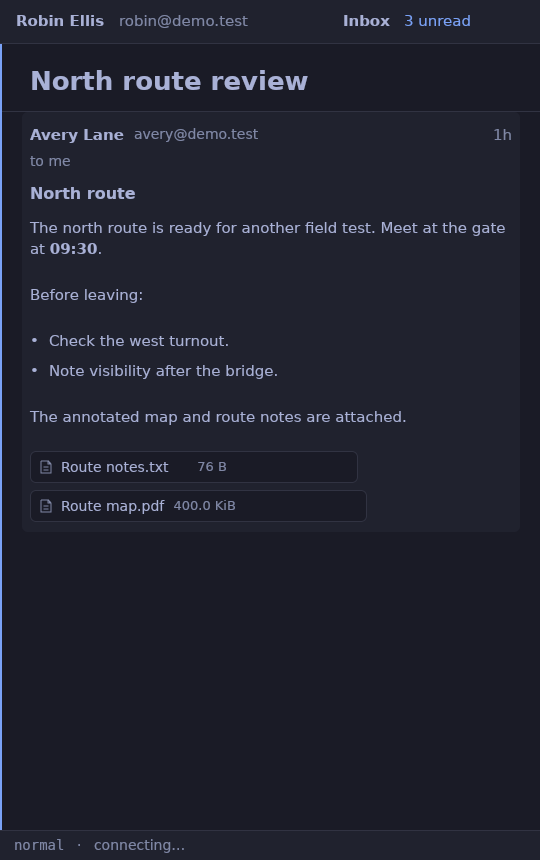 Robin Ellis robin@demo.test Inbox 3 unread
North route review
Avery Lane avery@demo.test 1h
to me
North route
The north route is ready for another field test. Meet at the gate
at 09:30.
Before leaving:
• Check the west turnout.
• Note visibility after the bridge.
The annotated map and route notes are attached.
Route notes.txt 76 B
Route map.pdf 400.0 KiB
normal · connecting…